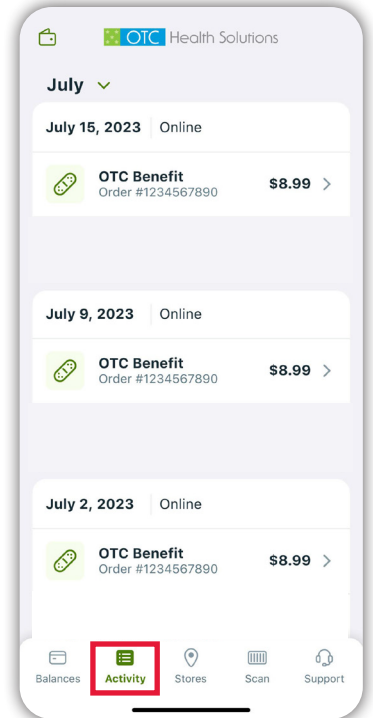 OTC Health Solutions
July
July 15, 2023 Online
OTC Benefit
Order #1234567890
$8.99
July 9, 2023 Online
OTC Benefit
Order #1234567890
$8.99
July 2, 2023 Online
OTC Benefit
Order #1234567890
$8.99
Balances Activity Stores Scan Support